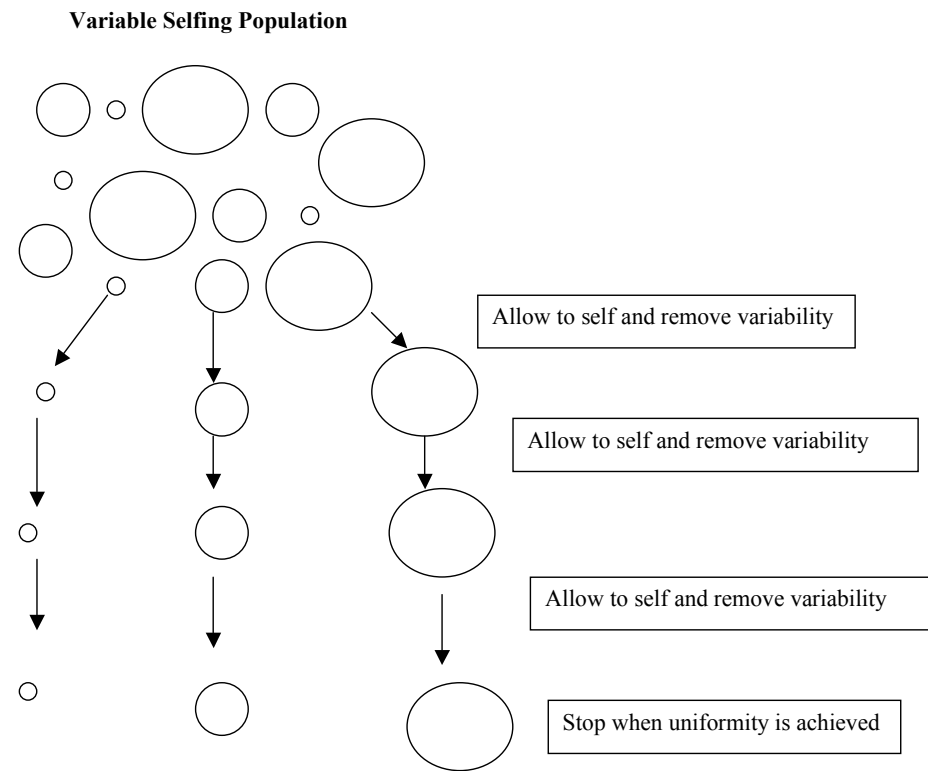 Variable Selfing Population
Allow to self and remove variability
Allow to self and remove variability
Allow to self and remove variability
Stop when uniformity is achieved